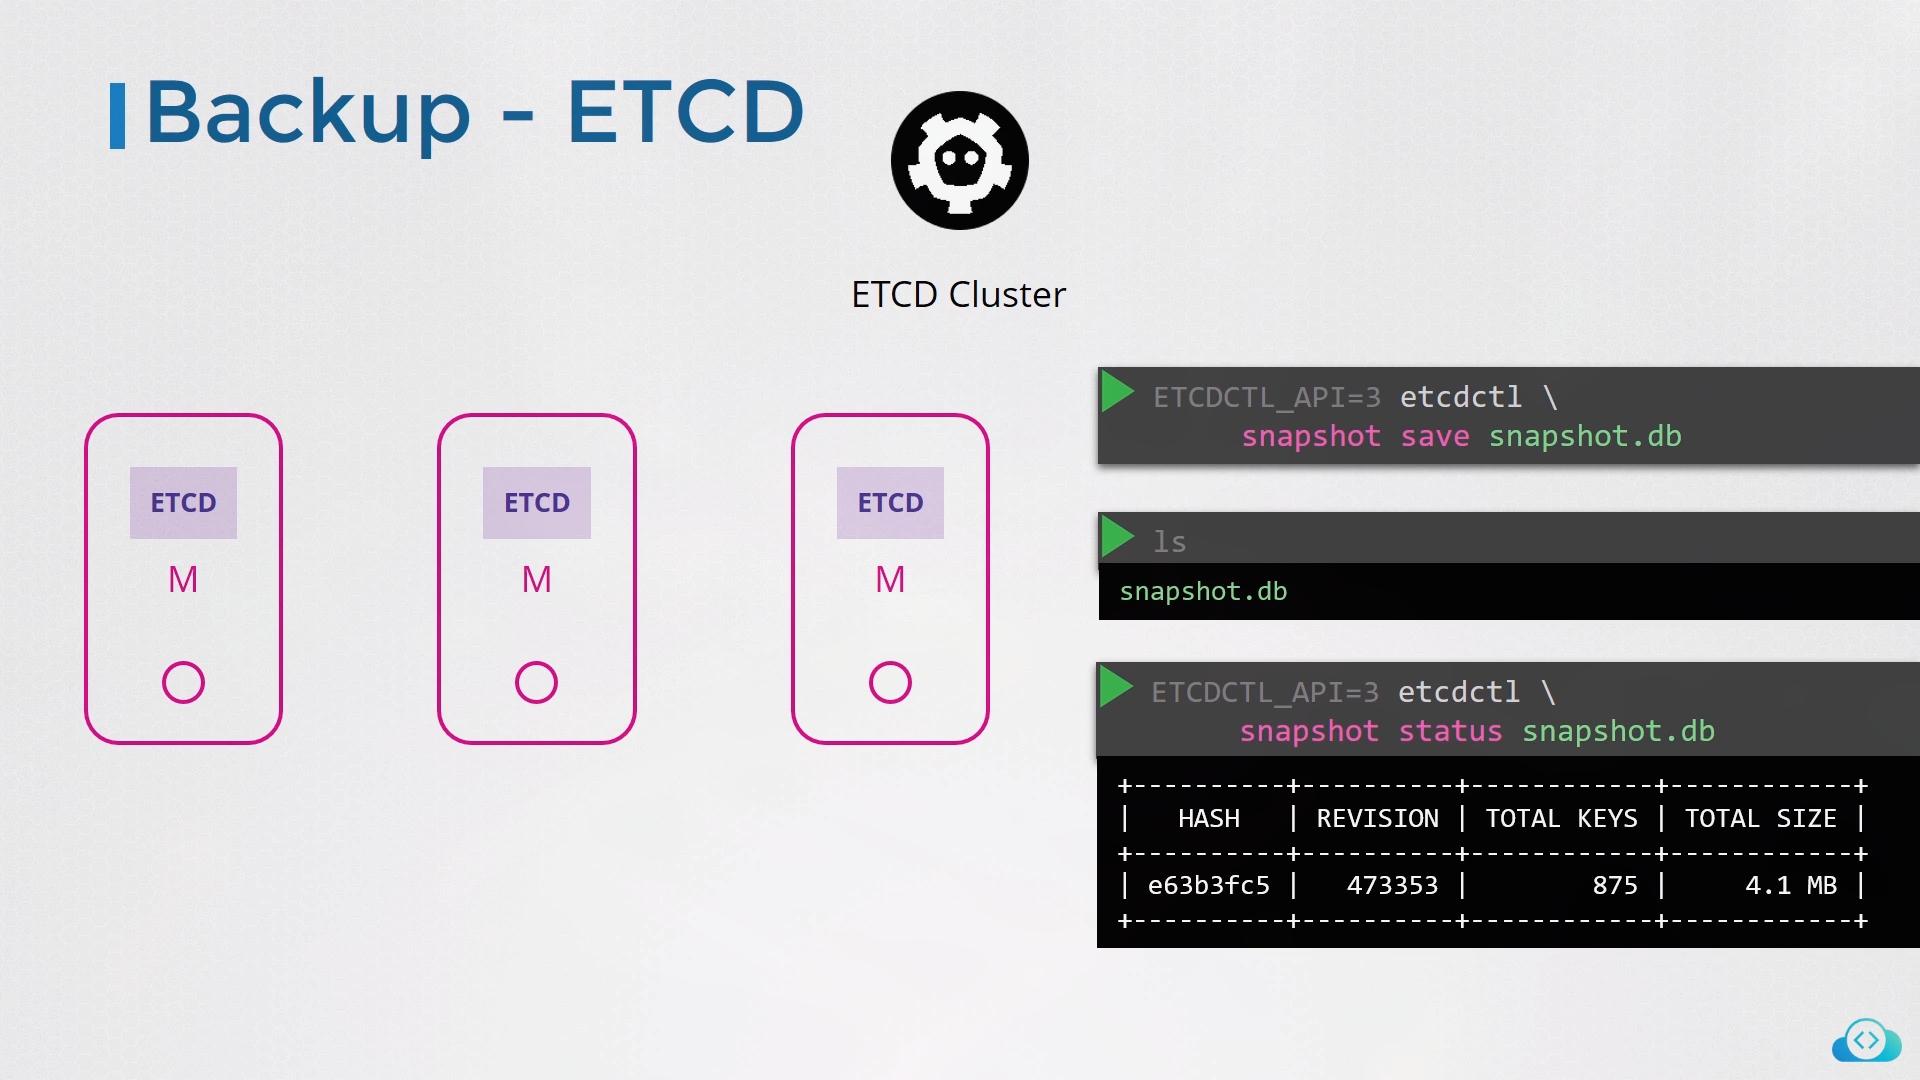 Backup - ETCD
ETCD Cluster
ETCD
M
ETCD
M
ETCD
M
ETCDCTL_API=3 etcdctl \
snapshot save snapshot.db
ls
snapshot.db
ETCDCTL_API=3 etcdctl \
snapshot status snapshot.db
+----------+----------+------------+------------+
|   HASH   | REVISION | TOTAL KEYS | TOTAL SIZE |
+----------+----------+------------+------------+
| e63b3fc5 |   473353 |        875 |     4.1 MB |
+----------+----------+------------+------------+